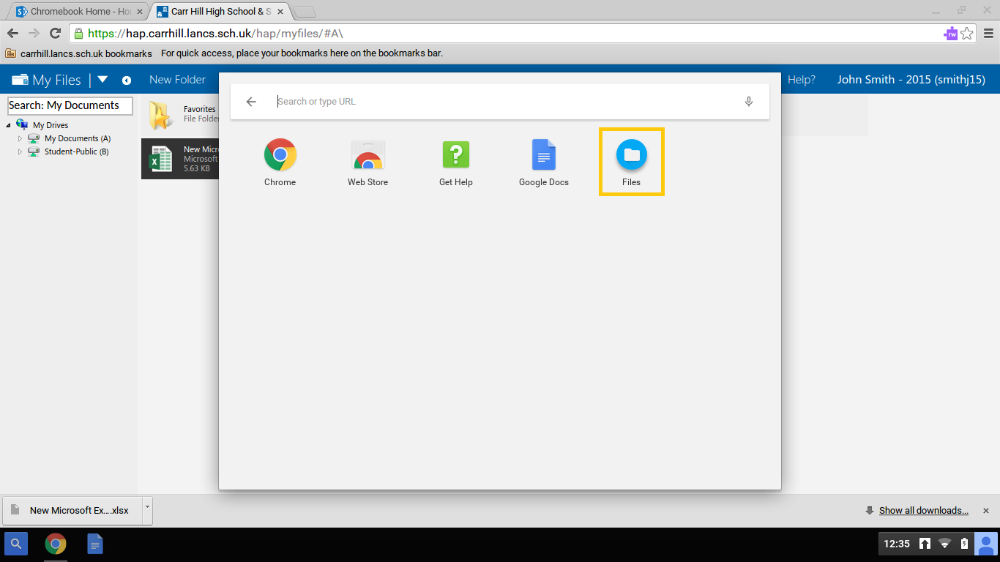 Chromebook Home - Ho
Carr Hill High School & S
https://hap.carrhill.lancs.sch.uk/hap/myfiles/#A\
rw
carrhill.lancs.sch.uk bookmarks
For quick access, place your bookmarks here on the bookmarks bar.
My Files
New Folder
Help?
John Smith - 2015 (smithj15)
Search: My Documents
My Drives
My Documents (A)
Student-Public (B)
Favorites
File Folder
New Micr
Microsoft
5.63 KB
Search or type URL
Chrome
Web Store
Get Help
Google Docs
Files
New Microsoft Ex....xlsx
Show all downloads...
12:35